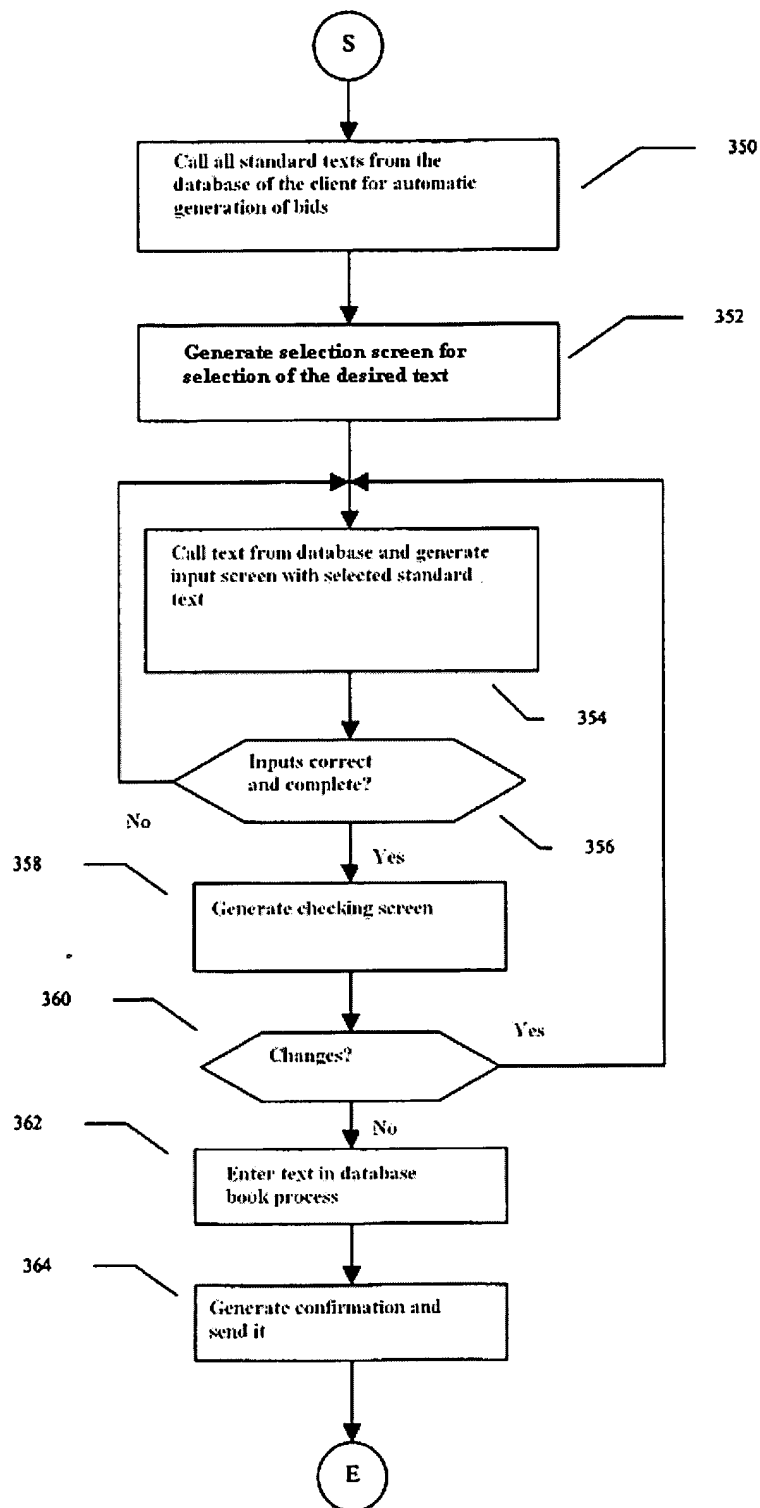 S
Call all standard texts from the
database of the client for automatic
generation of bids
350
352
Generate selection screen for
selection of the desired text
Call text from database and generate
input screen with selected standard
text
354
Inputs correct
and complete?
No
356
Yes
358
Generate checking screen
360
Yes
Changes?
362
No
Enter text in database
book process
364
Generate confirmation and
send it
E